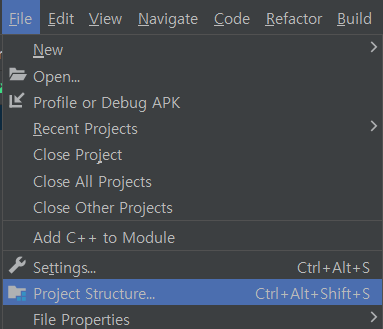 File Edit View Navigate Code Refactor Build
New
Open...
Profile or Debug APK
Recent Projects
Close Project
Close All Projects
Close Other Projects
Add C++ to Module
Settings... Ctrl+Alt+S
Project Structure... Ctrl+Alt+Shift+S
File Properties